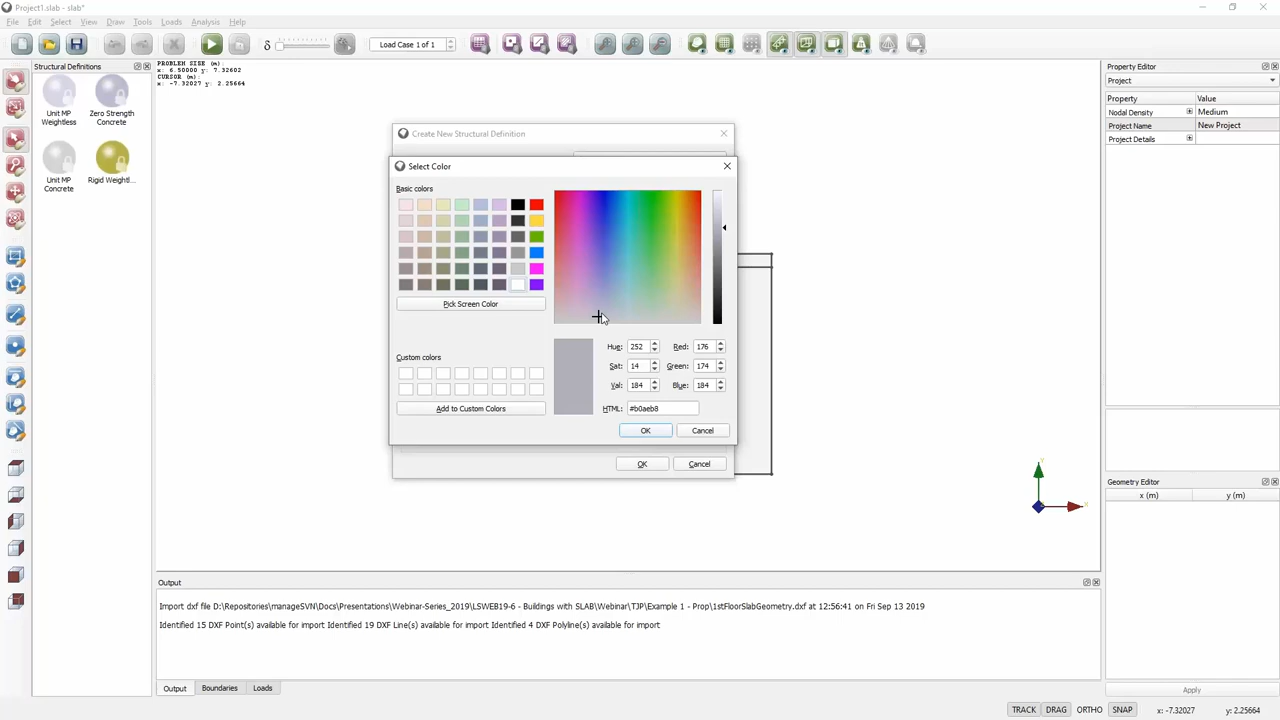 Project1.slab - slab*
File Edit Select View Draw Tools Loads Analysis Help
δ Load Case 1 of 1
Structural Definitions
Unit MP Weightless
Zero Strength Concrete
Unit MP Concrete
Rigid Weightl...
PROBLEM SIZE (m):
x: 6.50000 y: 7.32602
CURSOR (m):
x: -7.32027 y: 2.25664
Create New Structural Definition
Select Color
Basic colors
Pick Screen Color
Custom colors
Add to Custom Colors
Hue: 252 Red: 176
Sat: 14 Green: 174
Val: 184 Blue: 184
HTML: #b0aeb8
OK Cancel
OK Cancel
Property Editor
Project
Property Value
Nodal Density Medium
Project Name New Project
Project Details
Geometry Editor
x (m) y (m)
Output
Import dxf file D:\Repositories\manageSVN\Docs\Presentations\Webinar-Series_2019\LSWEB19-6 - Buildings with SLAB\Webinar\TJP\Example 1 - Prop\1stFloorSlabGeometry.dxf at 12:56:41 on Fri Sep 13 2019
Identified 15 DXF Point(s) available for import Identified 19 DXF Line(s) available for import Identified 4 DXF Polyline(s) available for import
Output Boundaries Loads
Apply
TRACK DRAG ORTHO SNAP x: -7.32027 y: 2.25664